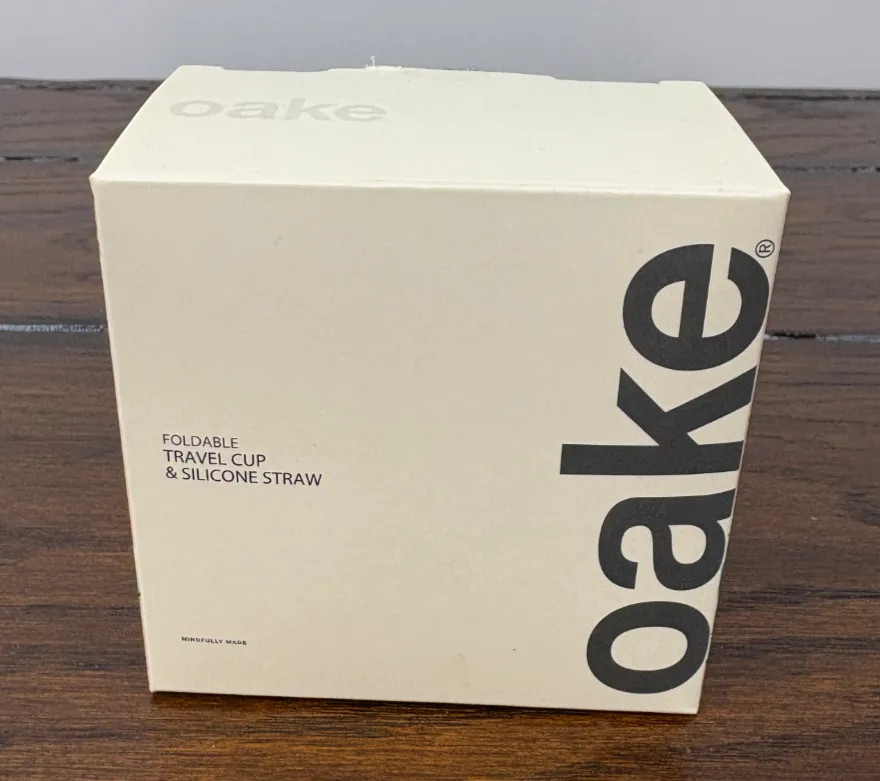 oake
oake®
FOLDABLE
TRAVEL CUP
& SILICONE STRAW
MINDFULLY MADE